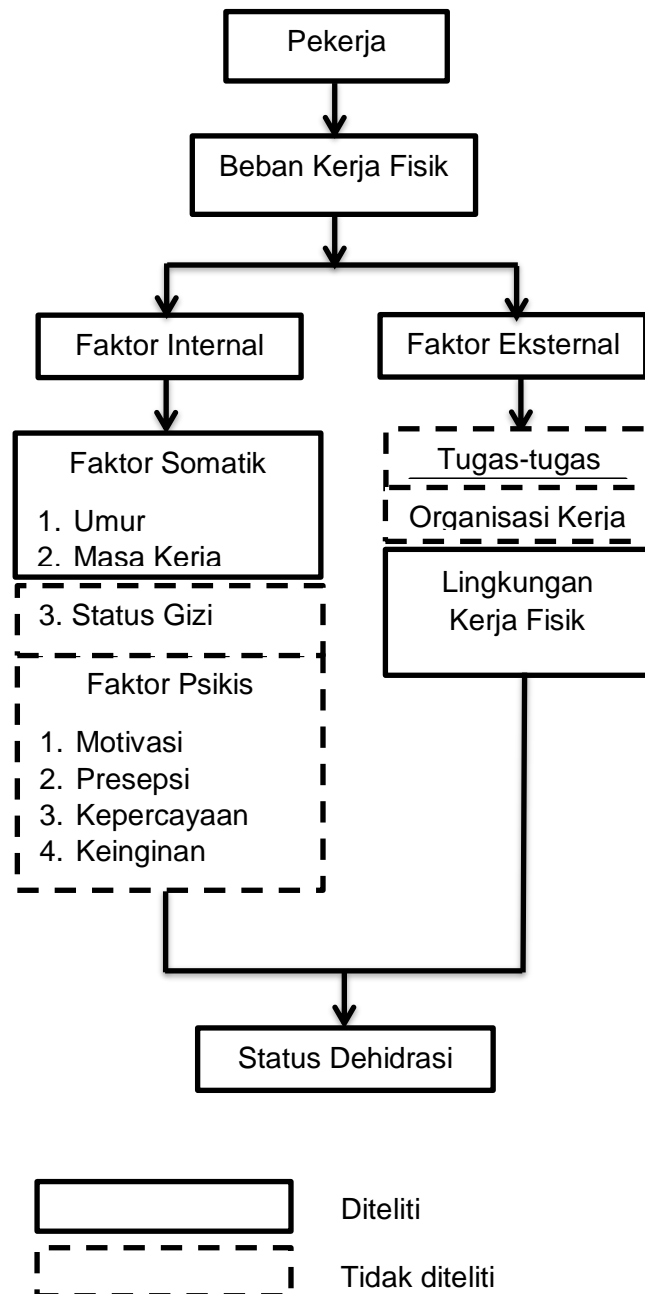 Pekerja
Beban Kerja Fisik
Faktor Internal
Faktor Eksternal
Faktor Somatik
1. Umur
2. Masa Kerja
3. Status Gizi
Faktor Psikis
1. Motivasi
2. Presepsi
3. Kepercayaan
4. Keinginan
Tugas-tugas
Organisasi Kerja
Lingkungan
Kerja Fisik
Status Dehidrasi
Diteliti
Tidak diteliti